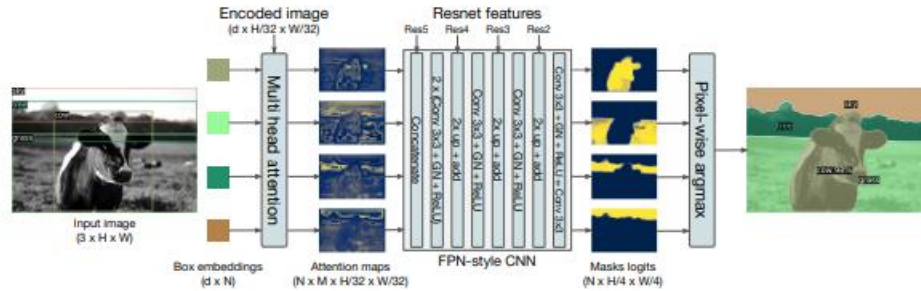 Encoded image
(d x H/32 x W/32)
Resnet features
Res5
Res4
Res3
Res2
Multi head attention
Concatenate
2 x (Conv 3x3 + GN + ReLU)
2x up + add
Conv 3x3 + GN + ReLU
2x up + add
Conv 3x3 + GN + ReLU
2x up + add
Conv 3x3 + GN + ReLU + Conv 3x3
Pixel-wise argmax
cow
grass
sky
tree
Input image
(3 x H x W)
Box embeddings
(d x N)
Attention maps
(N x M x H/32 x W/32)
FPN-style CNN
Masks logits
(N x H/4 x W/4)